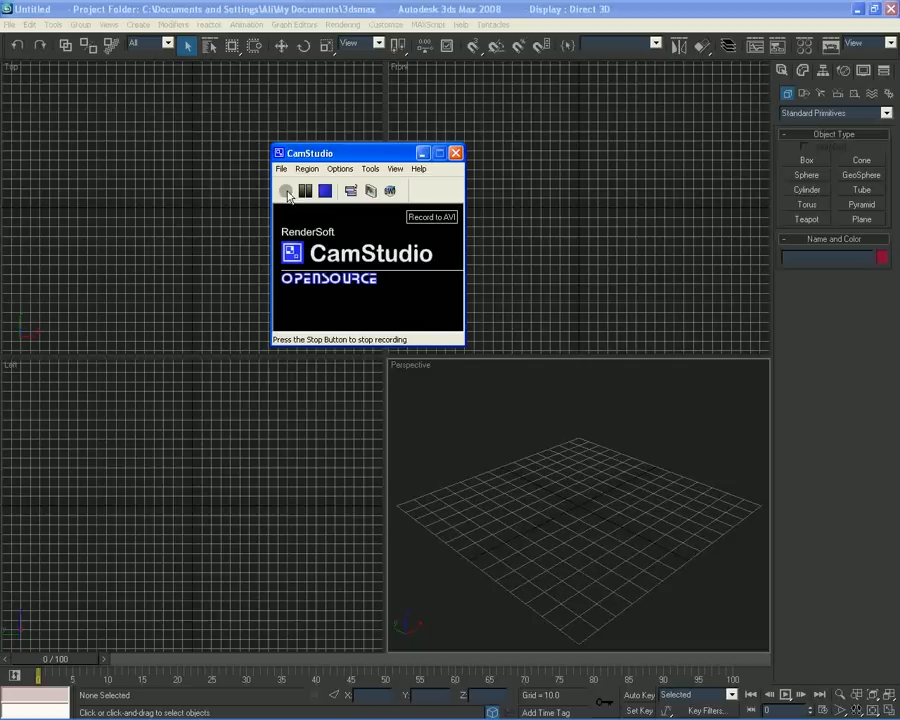 Untitled - Project Folder: C:\Documents and Settings\Ali\My Documents\3dsmax Autodesk 3ds Max 2008 Display : Direct 3D
File Edit Tools Group Views Create Modifiers reactor Animation Graph Editors Rendering Customize MAXScript Help Tentacles
All View View
Top Front
CamStudio
File Region Options Tools View Help
Record to AVI
RenderSoft
CamStudio
OPENSOURCE
Press the Stop Button to stop recording
Standard Primitives
- Object Type
Box Cone
Sphere GeoSphere
Cylinder Tube
Torus Pyramid
Teapot Plane
- Name and Color
Left Perspective
0 / 100
0 5 10 15 20 25 30 35 40 45 50 55 60 65 70 75 80 85 90 95 100
None Selected X: Y: Z: Grid = 10.0 Auto Key Selected
Click or click-and-drag to select objects Add Time Tag Set Key Key Filters... 0